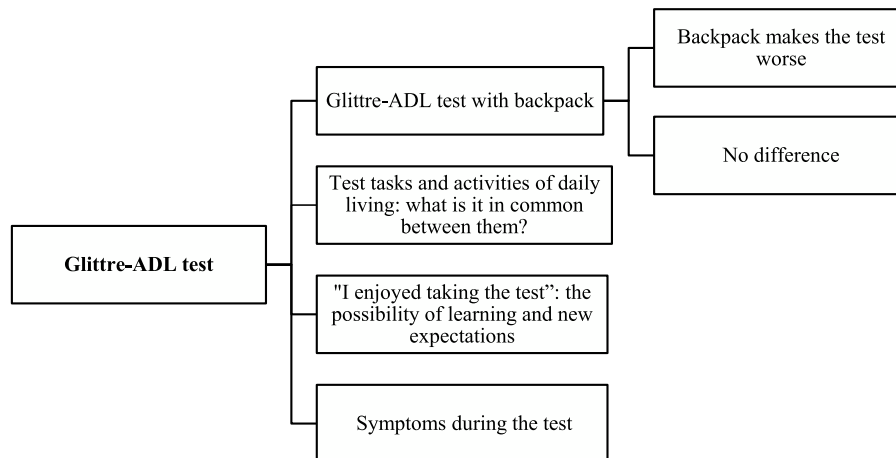 Glittre-ADL test
Glittre-ADL test with backpack
Backpack makes the test
worse
No difference
Test tasks and activities of daily
living: what is it in common
between them?
"I enjoyed taking the test”: the
possibility of learning and new
expectations
Symptoms during the test